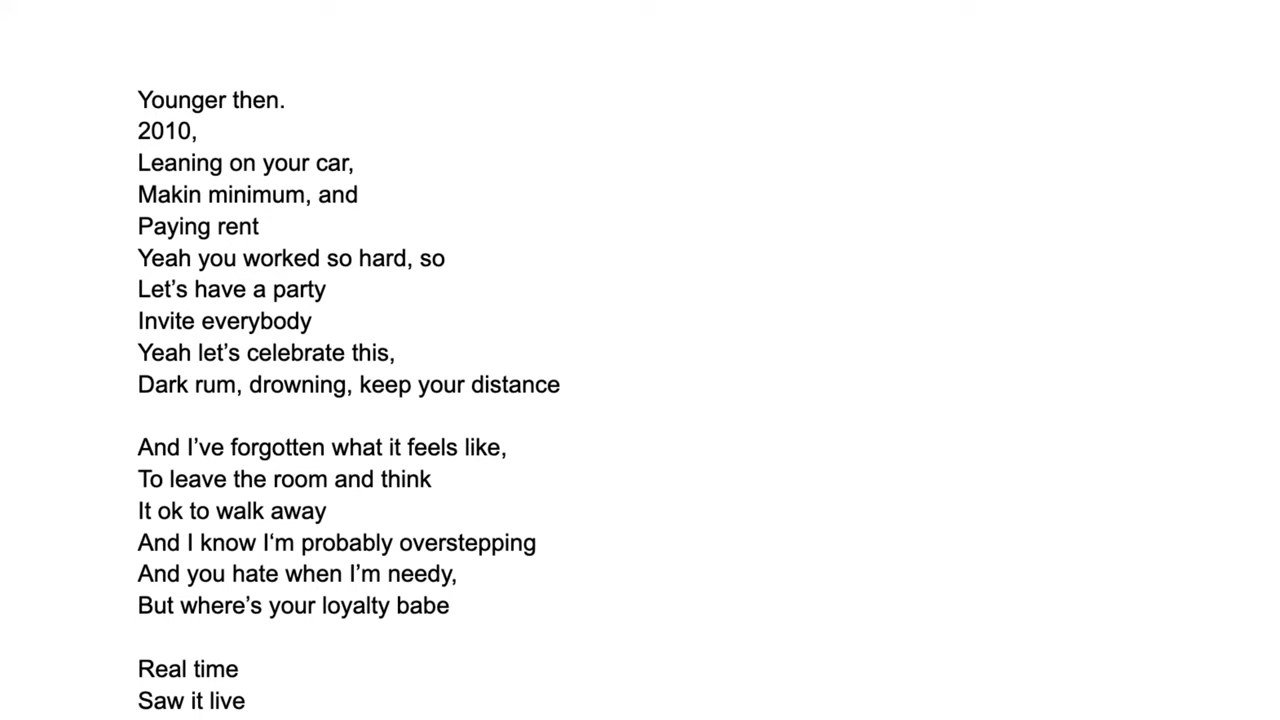 Younger then.
2010,
Leaning on your car,
Makin minimum, and
Paying rent
Yeah you worked so hard, so
Let’s have a party
Invite everybody
Yeah let’s celebrate this,
Dark rum, drowning, keep your distance

And I’ve forgotten what it feels like,
To leave the room and think
It ok to walk away
And I know I‘m probably overstepping
And you hate when I’m needy,
But where’s your loyalty babe

Real time
Saw it live